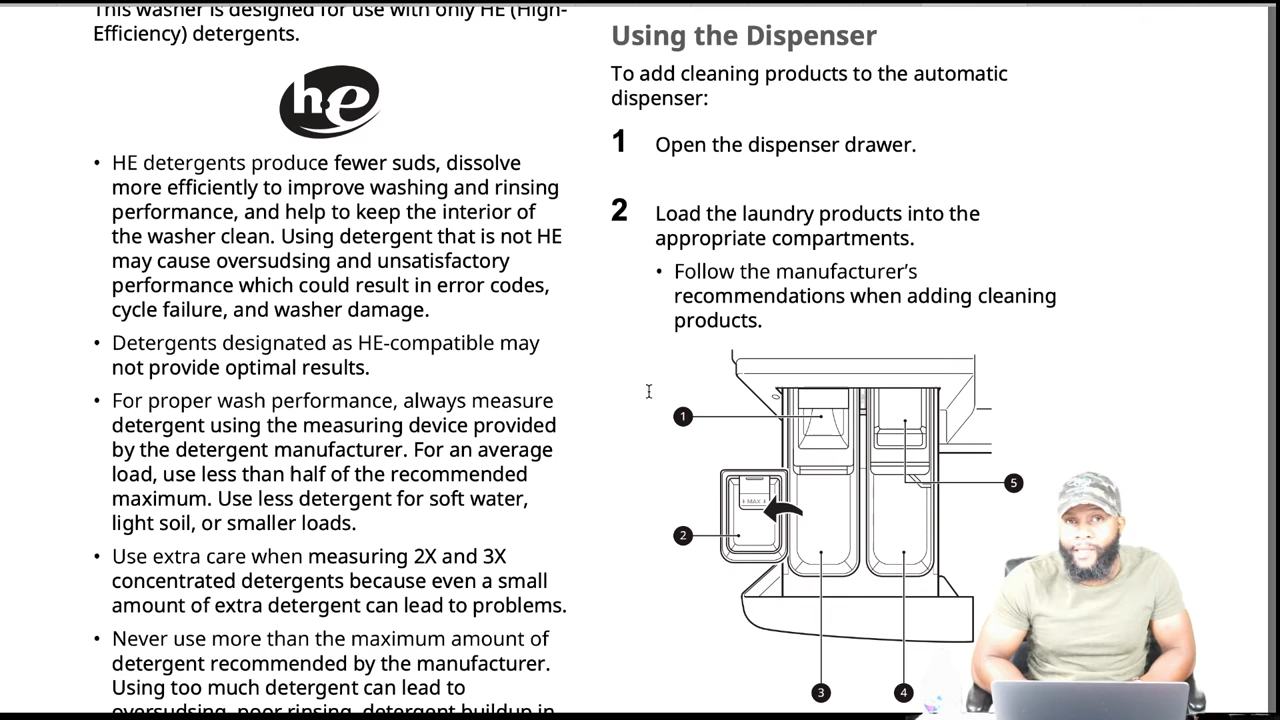 This washer is designed for use with only HE (High-
Efficiency) detergents.
he
• HE detergents produce fewer suds, dissolve
more efficiently to improve washing and rinsing
performance, and help to keep the interior of
the washer clean. Using detergent that is not HE
may cause oversudsing and unsatisfactory
performance which could result in error codes,
cycle failure, and washer damage.
• Detergents designated as HE-compatible may
not provide optimal results.
• For proper wash performance, always measure
detergent using the measuring device provided
by the detergent manufacturer. For an average
load, use less than half of the recommended
maximum. Use less detergent for soft water,
light soil, or smaller loads.
• Use extra care when measuring 2X and 3X
concentrated detergents because even a small
amount of extra detergent can lead to problems.
• Never use more than the maximum amount of
detergent recommended by the manufacturer.
Using too much detergent can lead to
oversudsing, poor rinsing, detergent buildup in
Using the Dispenser
To add cleaning products to the automatic
dispenser:
1 Open the dispenser drawer.
2 Load the laundry products into the
appropriate compartments.
• Follow the manufacturer's
recommendations when adding cleaning
products.
1
5
MAX
2
3
4